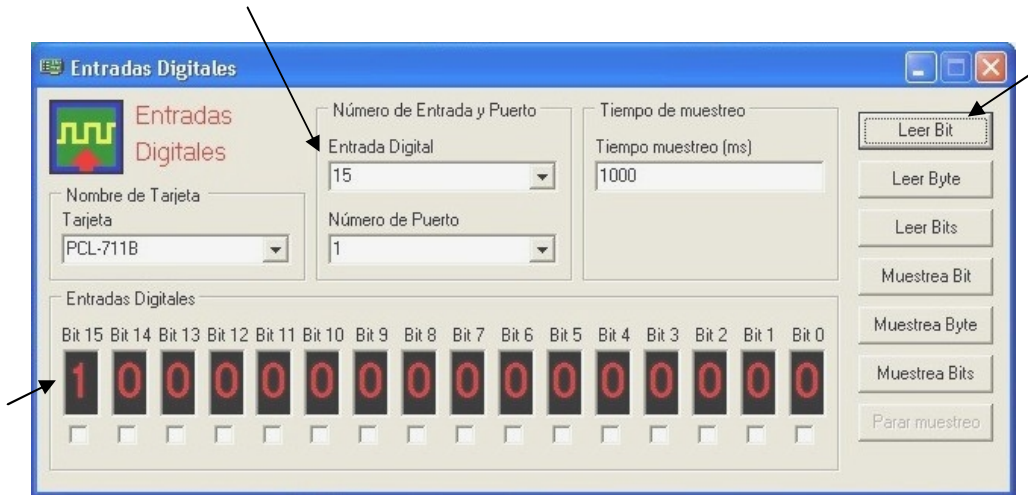 Entradas Digitales
Entradas
Digitales
Nombre de Tarjeta
Tarjeta
PCL-711B
Número de Entrada y Puerto
Entrada Digital
15
Número de Puerto
1
Tiempo de muestreo
Tiempo muestreo (ms)
1000
Leer Bit
Leer Byte
Leer Bits
Muestrea Bit
Muestrea Byte
Muestrea Bits
Parar muestreo
Entradas Digitales
Bit 15 Bit 14 Bit 13 Bit 12 Bit 11 Bit 10 Bit 9 Bit 8 Bit 7 Bit 6 Bit 5 Bit 4 Bit 3 Bit 2 Bit 1 Bit 0
1 0 0 0 0 0 0 0 0 0 0 0 0 0 0 0